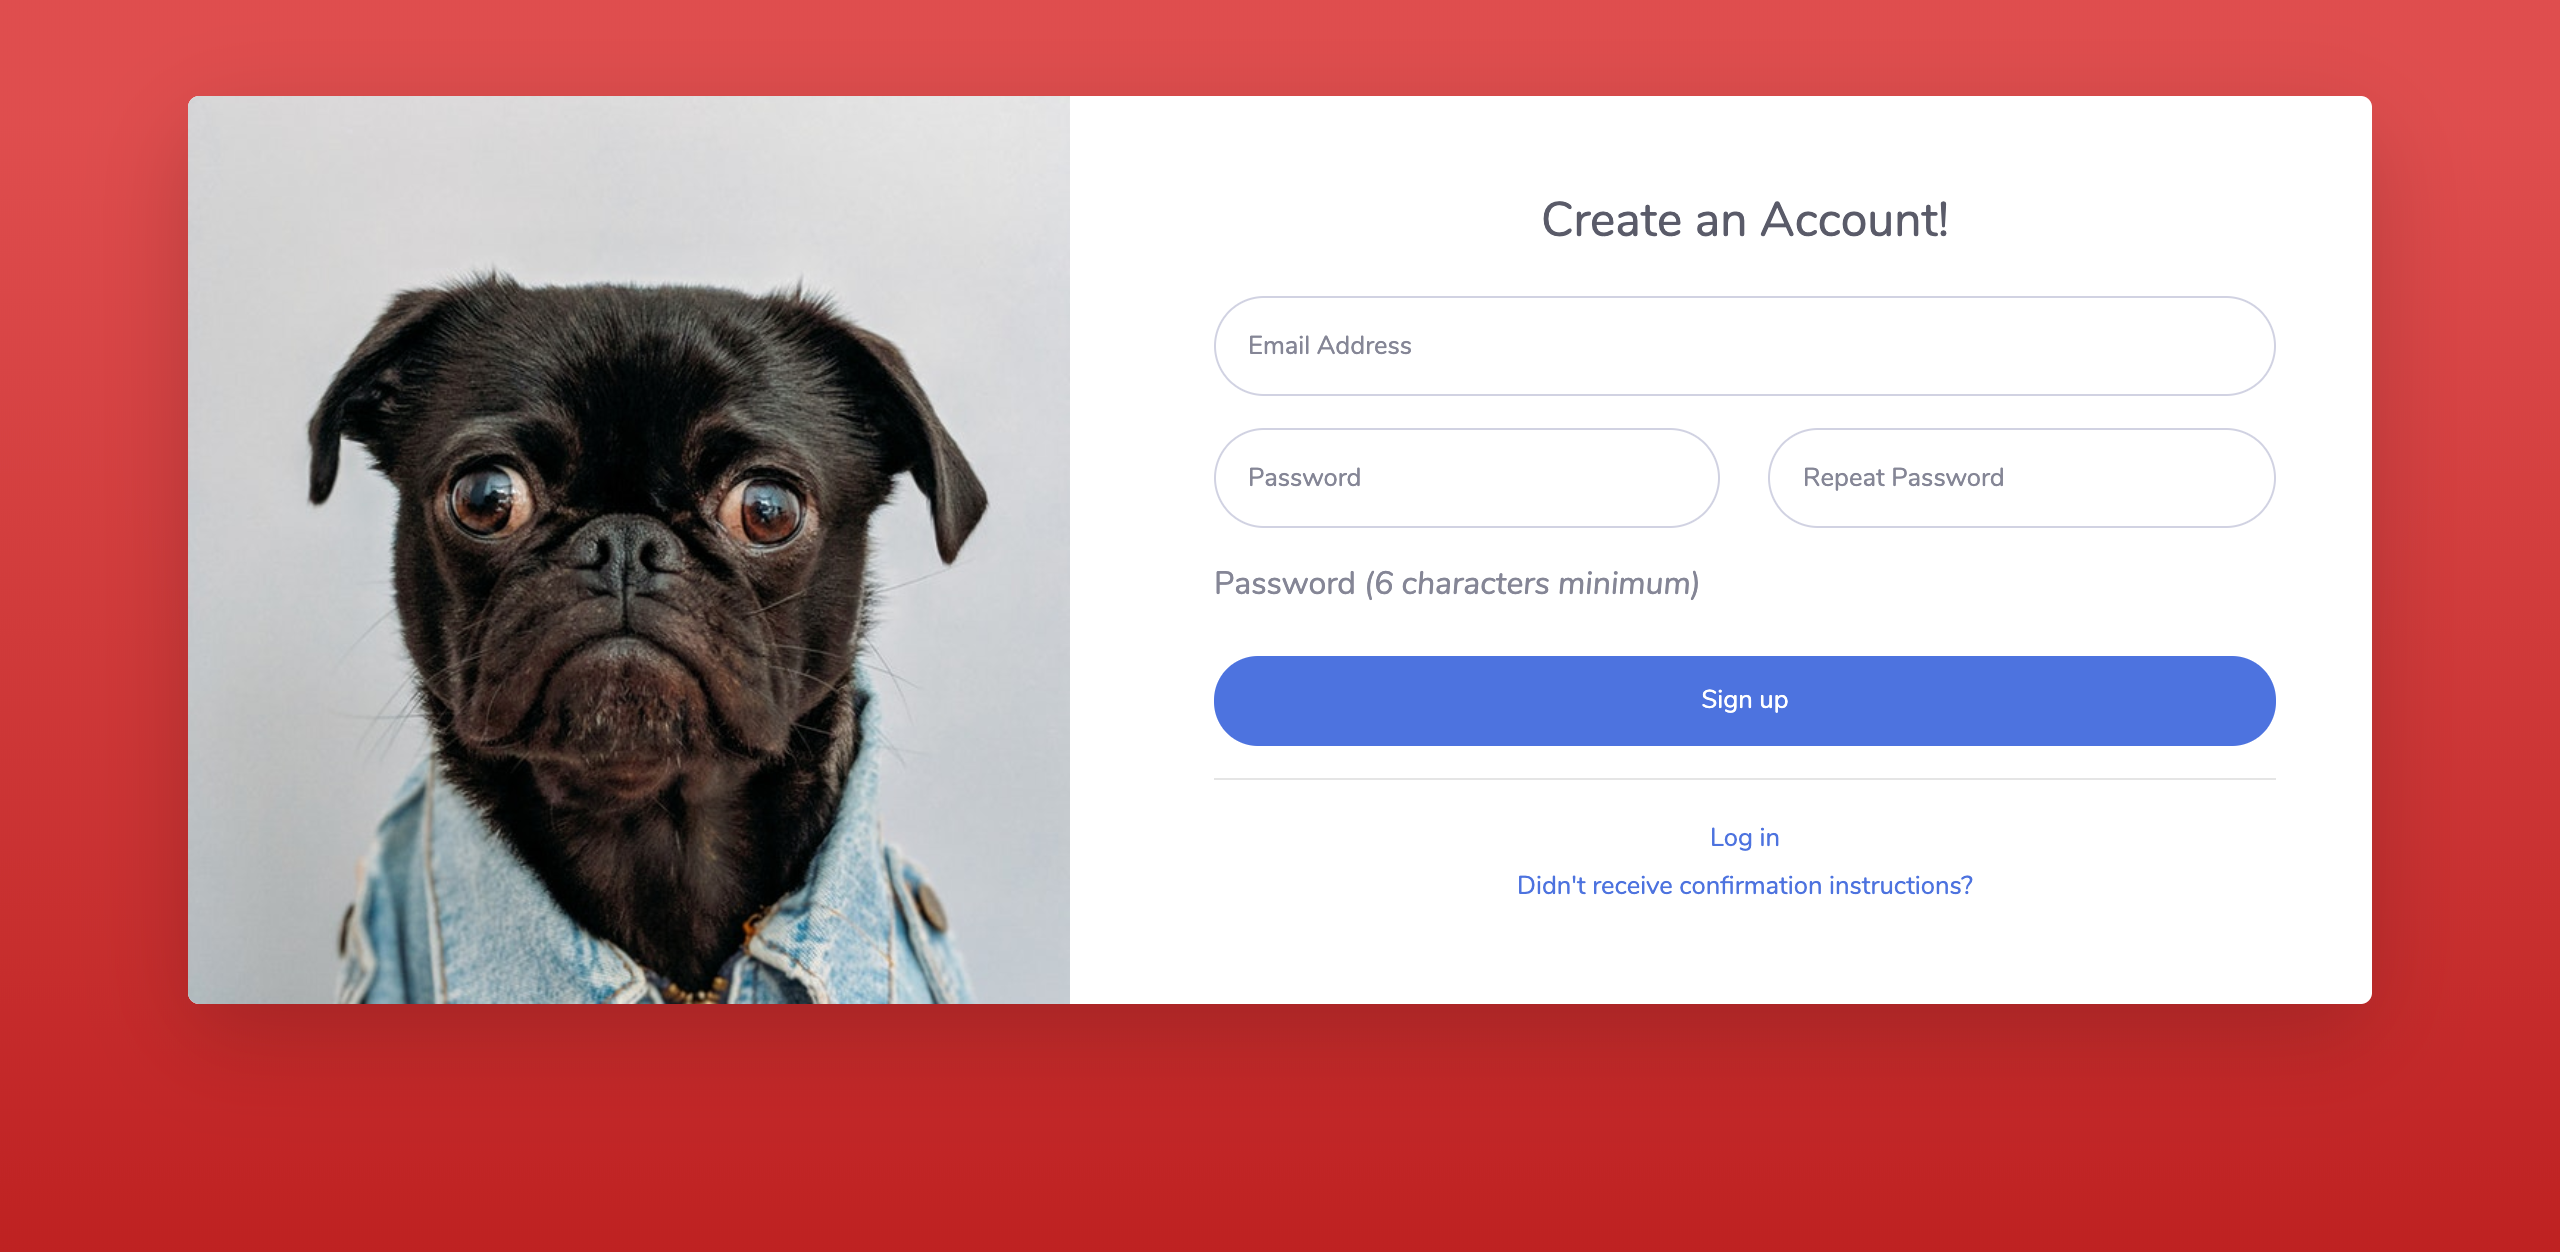 Create an Account!
Email Address
Password
Repeat Password
Password (6 characters minimum)
Sign up
Log in
Didn't receive confirmation instructions?